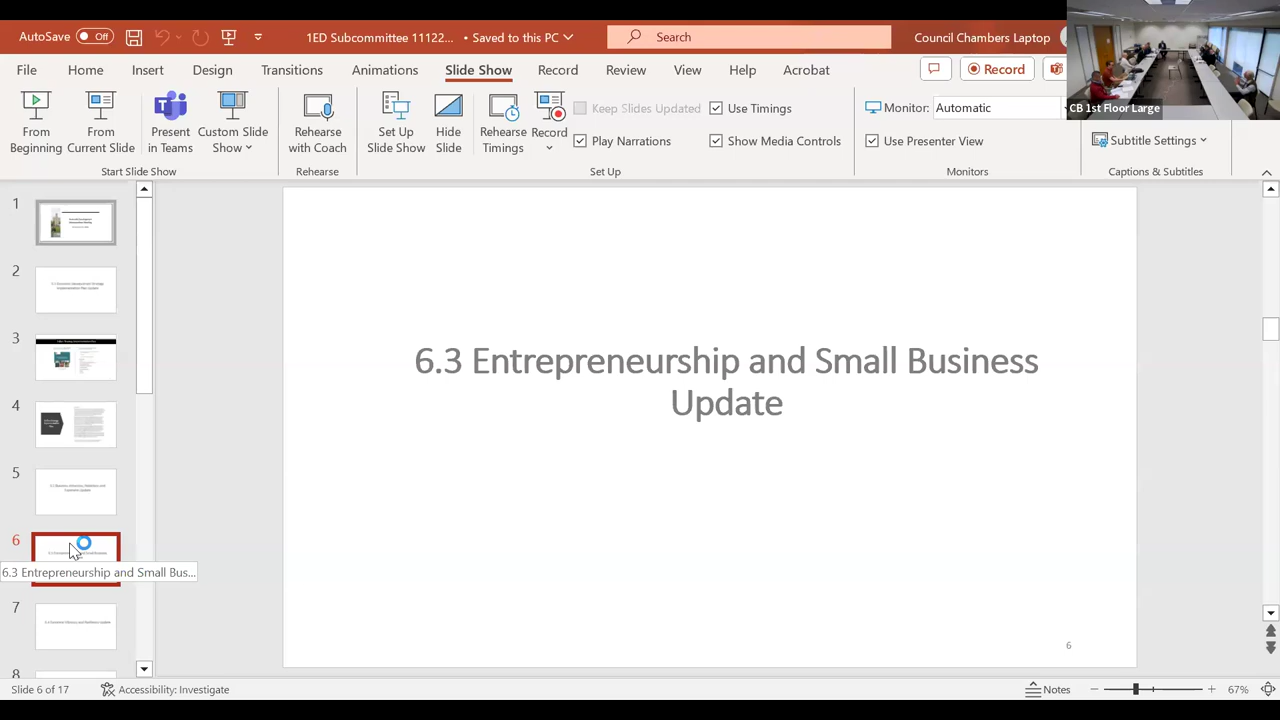 AutoSave Off
1ED Subcommittee 11122... • Saved to this PC
Search
Council Chambers Laptop
File Home Insert Design Transitions Animations Slide Show Record Review View Help Acrobat
Record
CB 1st Floor Large
From Beginning
From Current Slide
Present in Teams
Custom Slide Show
Start Slide Show
Rehearse with Coach
Rehearse
Set Up Slide Show
Hide Slide
Rehearse Timings
Record
Keep Slides Updated
Use Timings
Play Narrations
Show Media Controls
Set Up
Monitor: Automatic
Use Presenter View
Monitors
Subtitle Settings
Captions & Subtitles
1
2
3
4
5
6
6.3 Entrepreneurship and Small Bus...
7
8
6.3 Entrepreneurship and Small Business
Update
6
Slide 6 of 17
Accessibility: Investigate
Notes
67%